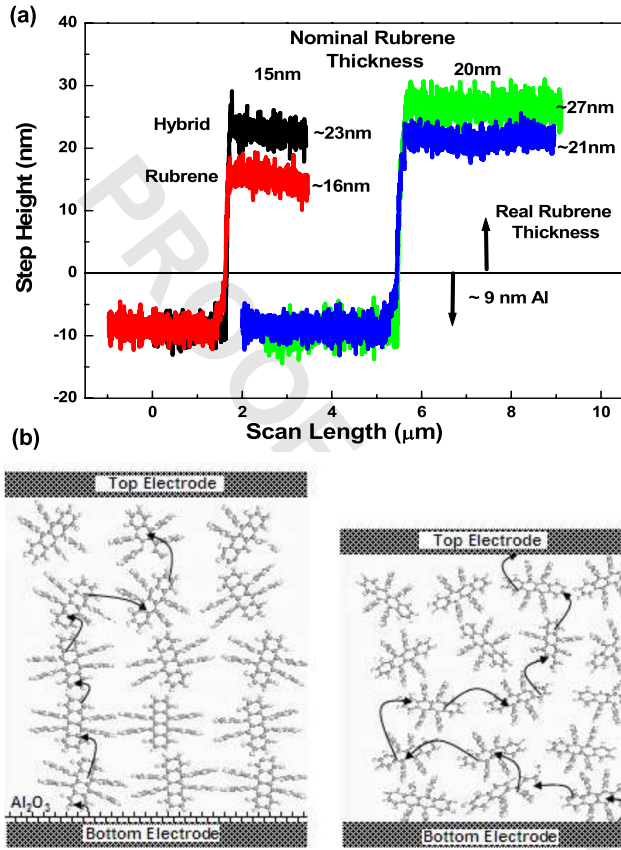 (a)
40
30
20
10
0
-10
-20
Step Height (nm)
Nominal Rubrene
Thickness
15nm
20nm
Hybrid
Rubrene
~23nm
~16nm
~27nm
~21nm
Real Rubrene
Thickness
~ 9 nm Al
PROOF
0
2
4
6
8
10
Scan Length (μm)
(b)
Top Electrode
Al₂O₃
Bottom Electrode
Top Electrode
Bottom Electrode